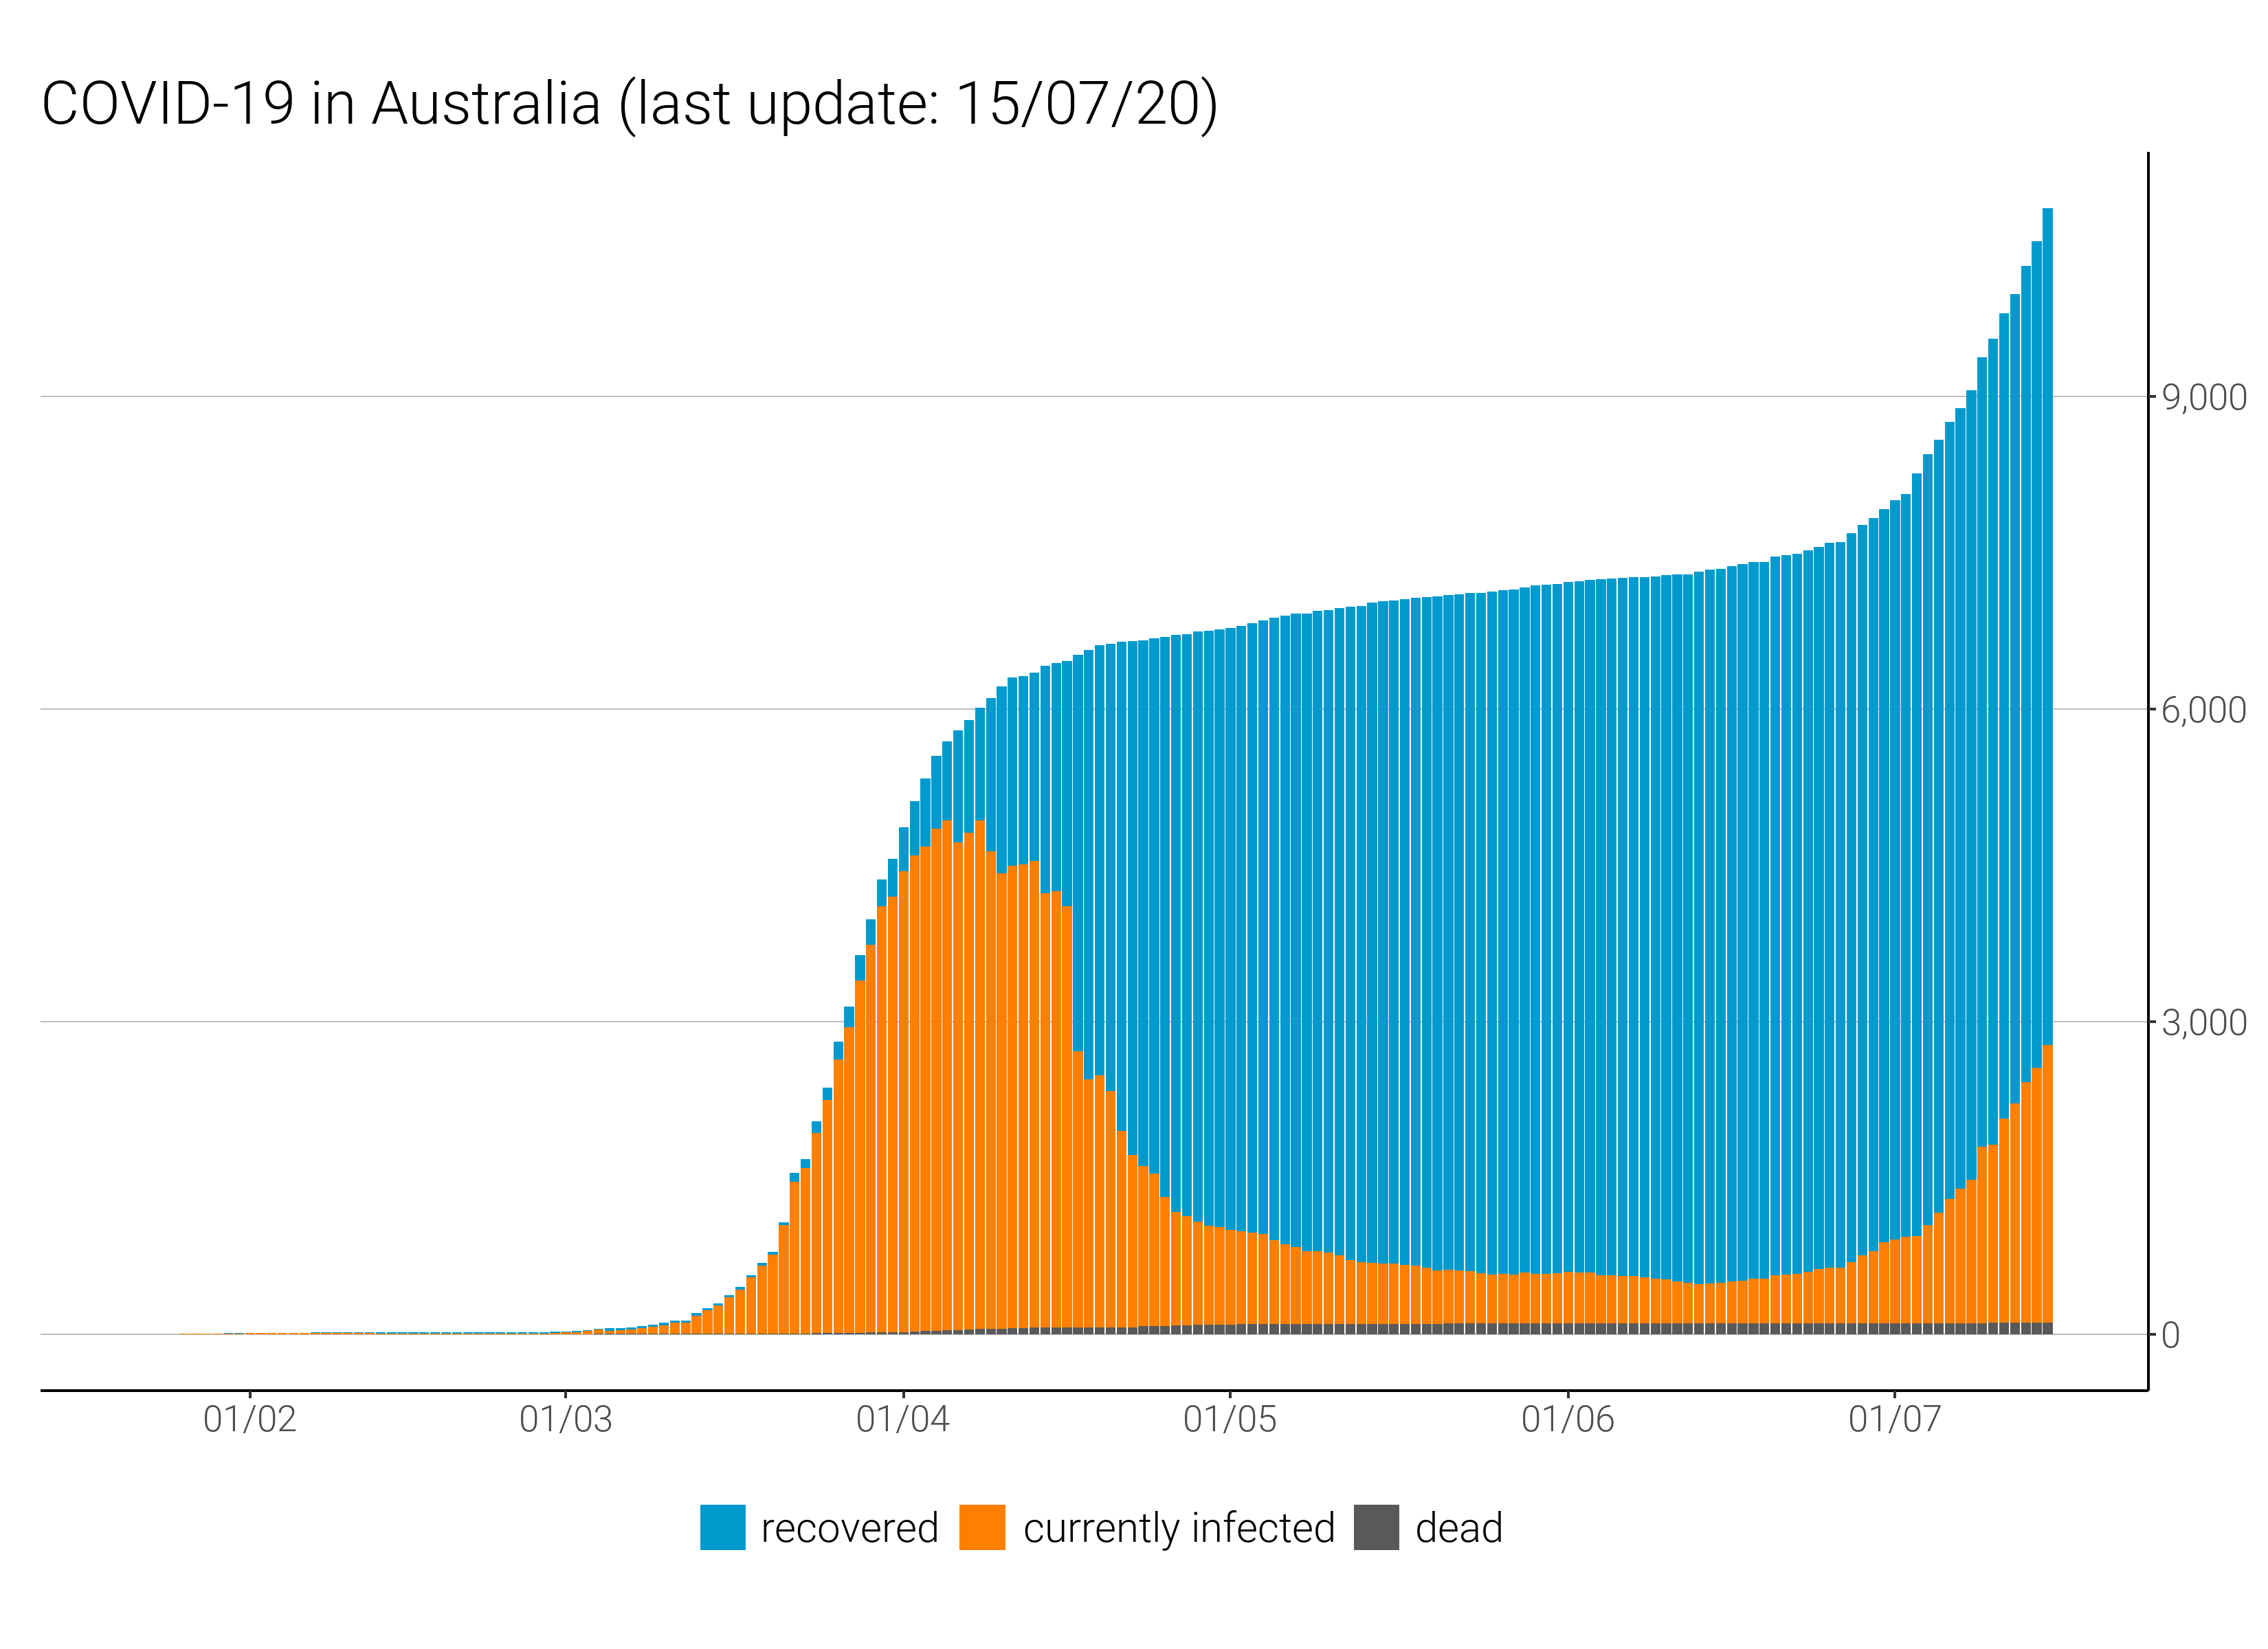 COVID-19 in Australia (last update: 15/07/20)
9,000
6,000
3,000
0
01/02 01/03 01/04 01/05 01/06 01/07
recovered currently infected dead